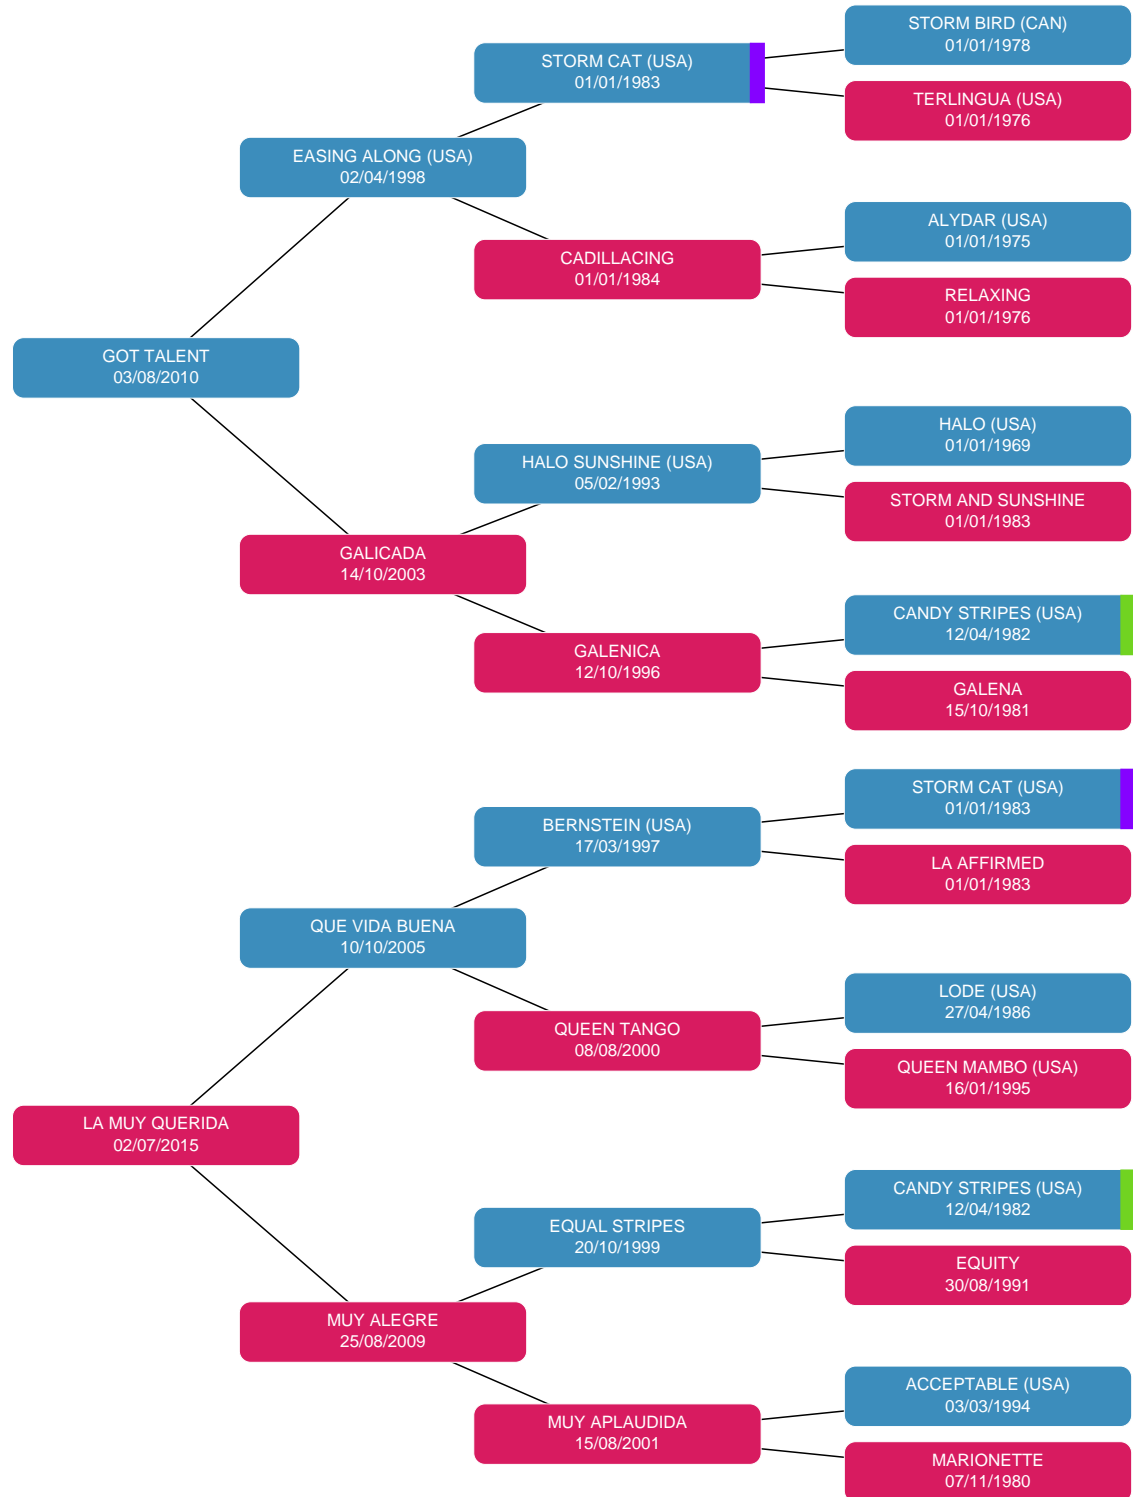 STORM BIRD (CAN)
01/01/1978
STORM CAT (USA)
01/01/1983
TERLINGUA (USA)
01/01/1976
EASING ALONG (USA)
02/04/1998
ALYDAR (USA)
01/01/1975
CADILLACING
01/01/1984
RELAXING
01/01/1976
GOT TALENT
03/08/2010
HALO (USA)
01/01/1969
HALO SUNSHINE (USA)
05/02/1993
STORM AND SUNSHINE
01/01/1983
GALICADA
14/10/2003
CANDY STRIPES (USA)
12/04/1982
GALENICA
12/10/1996
GALENA
15/10/1981
STORM CAT (USA)
01/01/1983
BERNSTEIN (USA)
17/03/1997
LA AFFIRMED
01/01/1983
QUE VIDA BUENA
10/10/2005
LODE (USA)
27/04/1986
QUEEN TANGO
08/08/2000
QUEEN MAMBO (USA)
16/01/1995
LA MUY QUERIDA
02/07/2015
CANDY STRIPES (USA)
12/04/1982
EQUAL STRIPES
20/10/1999
EQUITY
30/08/1991
MUY ALEGRE
25/08/2009
ACCEPTABLE (USA)
03/03/1994
MUY APLAUDIDA
15/08/2001
MARIONETTE
07/11/1980